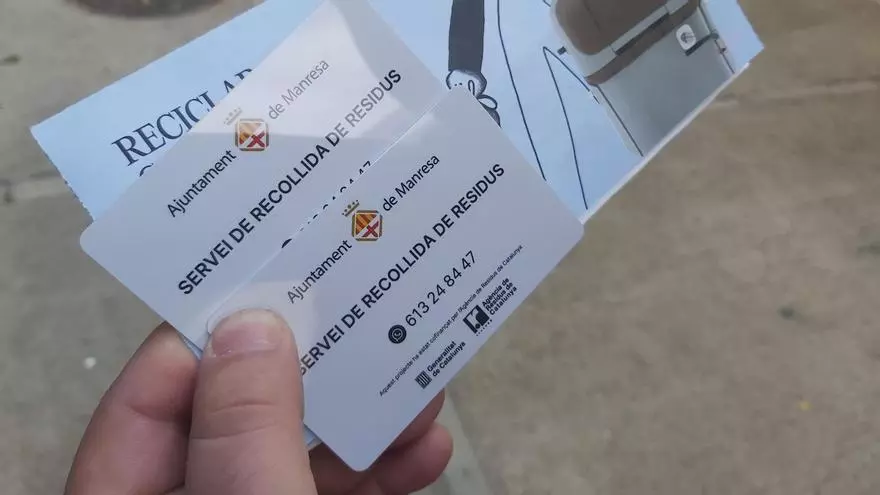 RECICLAR
Ajuntament de Manresa
SERVEI DE RECOLLIDA DE RESIDUS
Ajuntament de Manresa
SERVEI DE RECOLLIDA DE RESIDUS
613 24 84 47
Aquest projecte ha estat cofinançat per l'Agència de Residus de Catalunya
Generalitat
de Catalunya
Agència de
Residus de
Catalunya